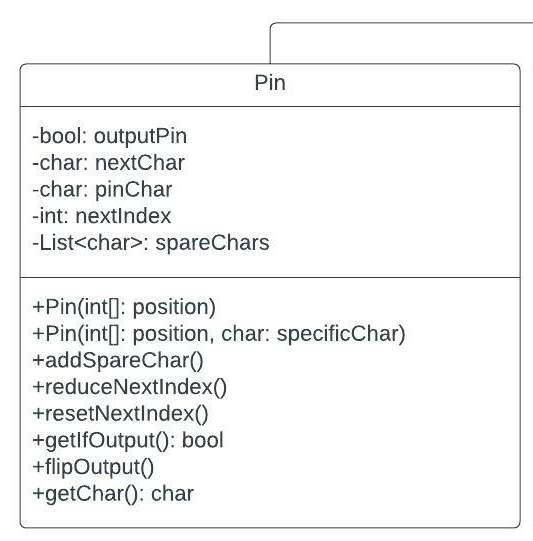 Pin
-bool: outputPin
-char: nextChar
-char: pinChar
-int: nextIndex
-List<char>: spareChars
+Pin(int[]: position)
+Pin(int[]: position, char: specificChar)
+addSpareChar()
+reduceNextIndex()
+resetNextIndex()
+getIfOutput(): bool
+flipOutput()
+getChar(): char